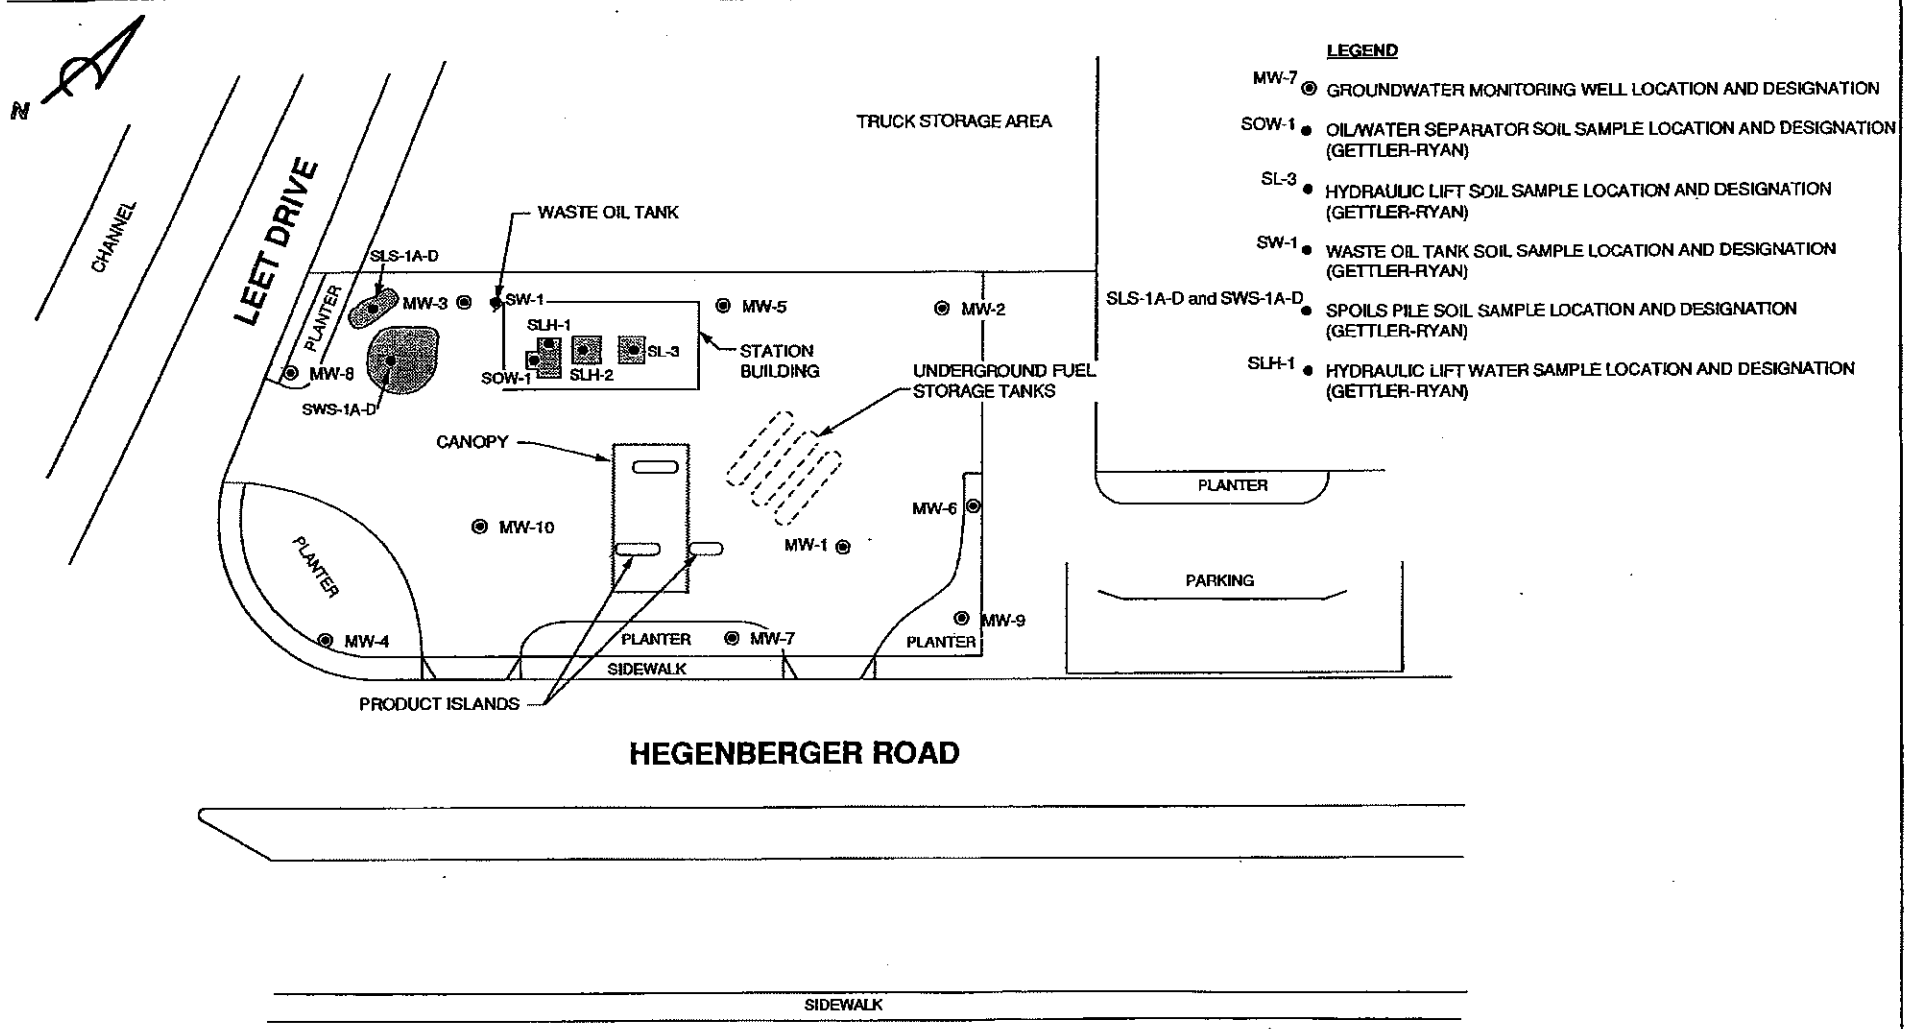 N
CHANNEL
LEET DRIVE
TRUCK STORAGE AREA
WASTE OIL TANK
SLS-1A-D
PLANTER
MW-3
SW-1
MW-5
MW-2
SLH-1
SL-3
STATION
BUILDING
MW-8
SOW-1
SLH-2
UNDERGROUND FUEL
STORAGE TANKS
SWS-1A-D
CANOPY
MW-10
MW-6
MW-1
PLANTER
MW-4
PLANTER
MW-7
MW-9
PLANTER
SIDEWALK
PRODUCT ISLANDS
PLANTER
PARKING
HEGENBERGER ROAD
SIDEWALK
LEGEND
MW-7 GROUNDWATER MONITORING WELL LOCATION AND DESIGNATION
SOW-1 OIL/WATER SEPARATOR SOIL SAMPLE LOCATION AND DESIGNATION
(GETTLER-RYAN)
SL-3 HYDRAULIC LIFT SOIL SAMPLE LOCATION AND DESIGNATION
(GETTLER-RYAN)
SW-1 WASTE OIL TANK SOIL SAMPLE LOCATION AND DESIGNATION
(GETTLER-RYAN)
SLS-1A-D and SWS-1A-D SPOILS PILE SOIL SAMPLE LOCATION AND DESIGNATION
(GETTLER-RYAN)
SLH-1 HYDRAULIC LIFT WATER SAMPLE LOCATION AND DESIGNATION
(GETTLER-RYAN)